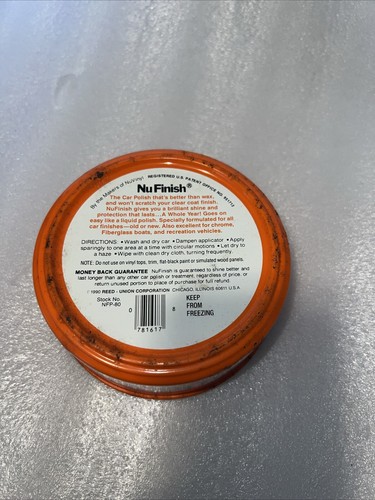 By the Makers of NuVinyl
REGISTERED U.S. PATENT OFFICE NO.
Nu Finish®
The Car Polish that's better than wax,
and won't scratch your clear coat finish.
NuFinish gives you a brilliant shine and
protection that lasts...A Whole Year! Goes on
easy like a liquid polish. Specially formulated for all
car finishes—old or new. Also excellent for chrome,
Fiberglass boats, and recreation vehicles.
DIRECTIONS: • Wash and dry car • Dampen applicator • Apply
sparingly to one area at a time with circular motions • Let dry to
a haze • Wipe with clean dry cloth, turning frequently.
NOTE: Do not use on vinyl tops, trim, flat-black paint or simulated wood panels.
MONEY BACK GUARANTEE NuFinish is guaranteed to shine better and
last longer than any other car polish or treatment, regardless of price, or
return unused portion to place of purchase for full refund.
1990 REED - UNION CORPORATION CHICAGO, ILLINOIS 60611 U.S.A.
Stock No.
NFP-80
0
781617
8
KEEP
FROM
FREEZING